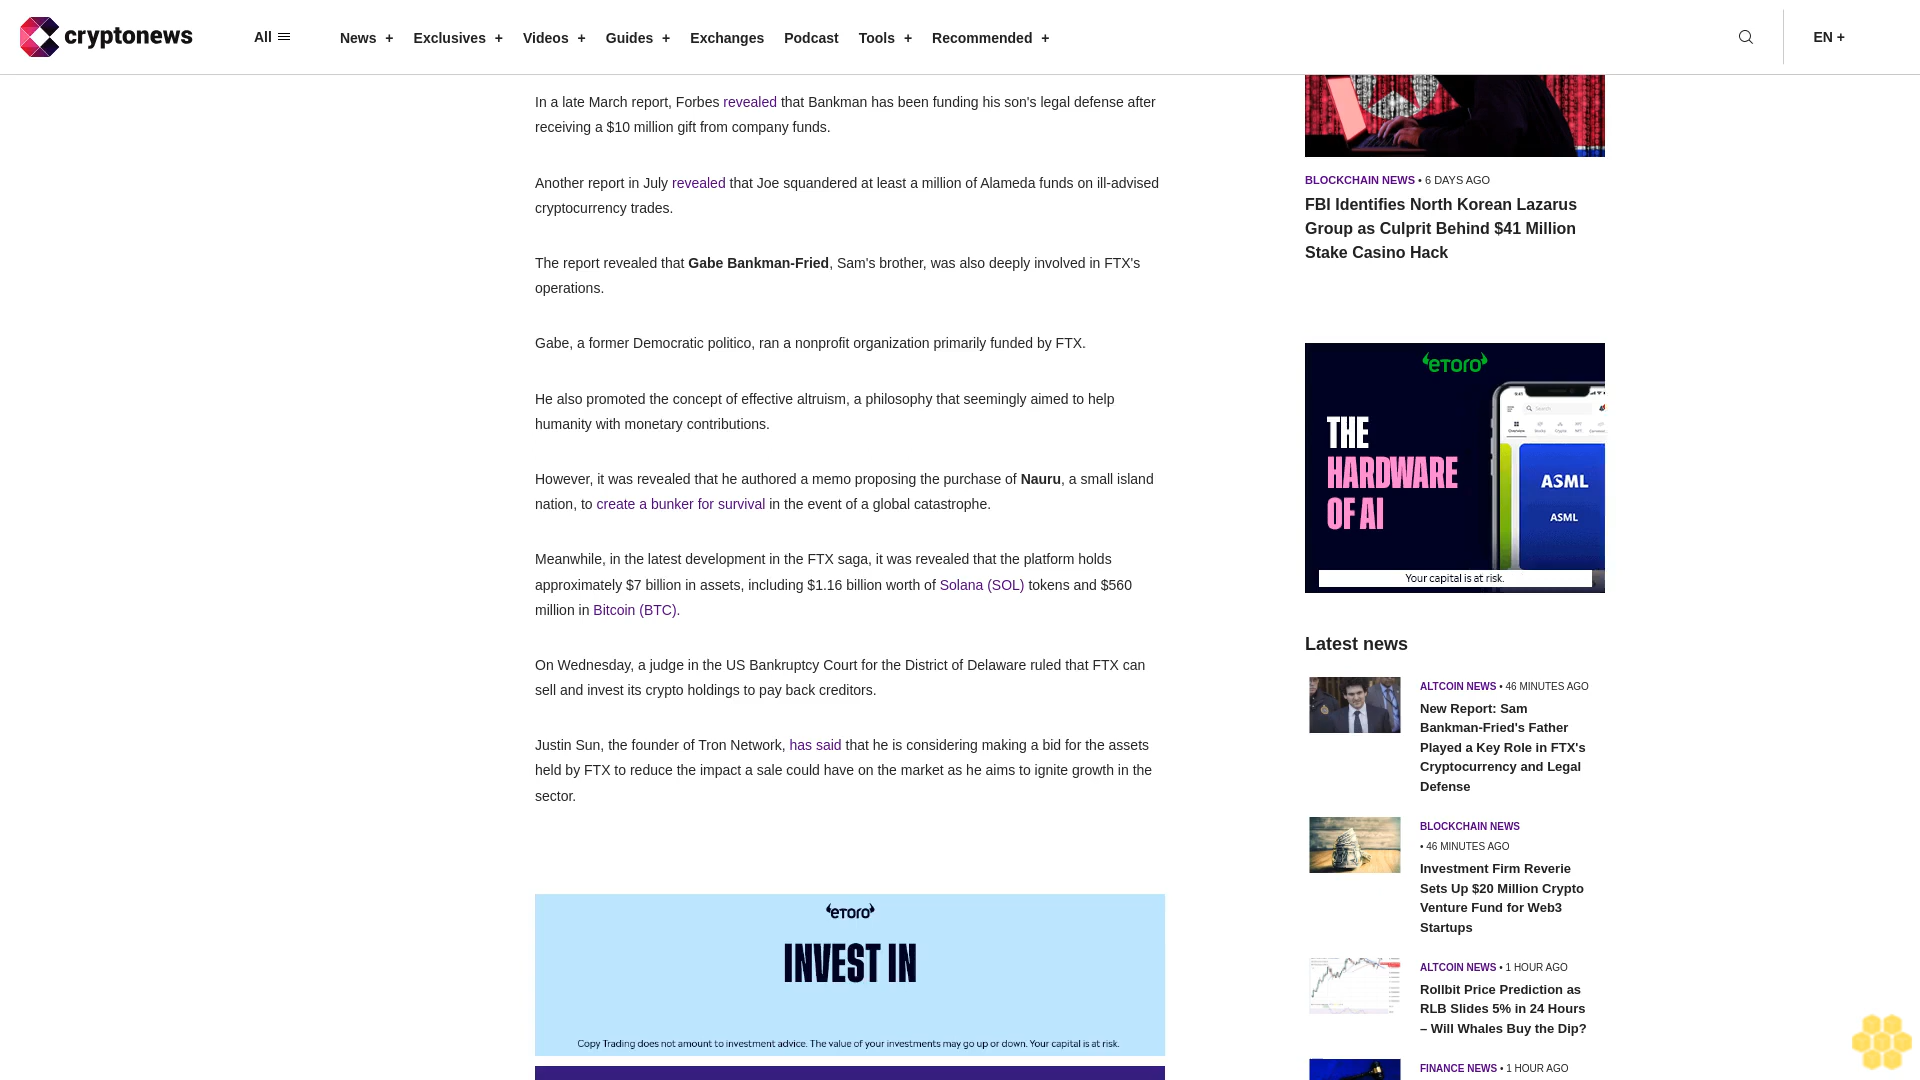 cryptonews
All
News +
Exclusives +
Videos +
Guides +
Exchanges
Podcast
Tools +
Recommended +
EN +
In a late March report, Forbes revealed that Bankman has been funding his son's legal defense after
receiving a $10 million gift from company funds.
Another report in July revealed that Joe squandered at least a million of Alameda funds on ill-advised
cryptocurrency trades.
The report revealed that Gabe Bankman-Fried, Sam's brother, was also deeply involved in FTX's
operations.
Gabe, a former Democratic politico, ran a nonprofit organization primarily funded by FTX.
He also promoted the concept of effective altruism, a philosophy that seemingly aimed to help
humanity with monetary contributions.
However, it was revealed that he authored a memo proposing the purchase of Nauru, a small island
nation, to create a bunker for survival in the event of a global catastrophe.
Meanwhile, in the latest development in the FTX saga, it was revealed that the platform holds
approximately $7 billion in assets, including $1.16 billion worth of Solana (SOL) tokens and $560
million in Bitcoin (BTC).
On Wednesday, a judge in the US Bankruptcy Court for the District of Delaware ruled that FTX can
sell and invest its crypto holdings to pay back creditors.
Justin Sun, the founder of Tron Network, has said that he is considering making a bid for the assets
held by FTX to reduce the impact a sale could have on the market as he aims to ignite growth in the
sector.
eToro
INVEST IN
Copy Trading does not amount to investment advice. The value of your investments may go up or down. Your capital is at risk.
BLOCKCHAIN NEWS • 6 DAYS AGO
FBI Identifies North Korean Lazarus
Group as Culprit Behind $41 Million
Stake Casino Hack
eToro
THE
HARDWARE
OF AI
ASML
ASML
Your capital is at risk.
Latest news
ALTCOIN NEWS • 46 MINUTES AGO
New Report: Sam
Bankman-Fried's Father
Played a Key Role in FTX's
Cryptocurrency and Legal
Defense
BLOCKCHAIN NEWS
• 46 MINUTES AGO
Investment Firm Reverie
Sets Up $20 Million Crypto
Venture Fund for Web3
Startups
ALTCOIN NEWS • 1 HOUR AGO
Rollbit Price Prediction as
RLB Slides 5% in 24 Hours
– Will Whales Buy the Dip?
FINANCE NEWS • 1 HOUR AGO